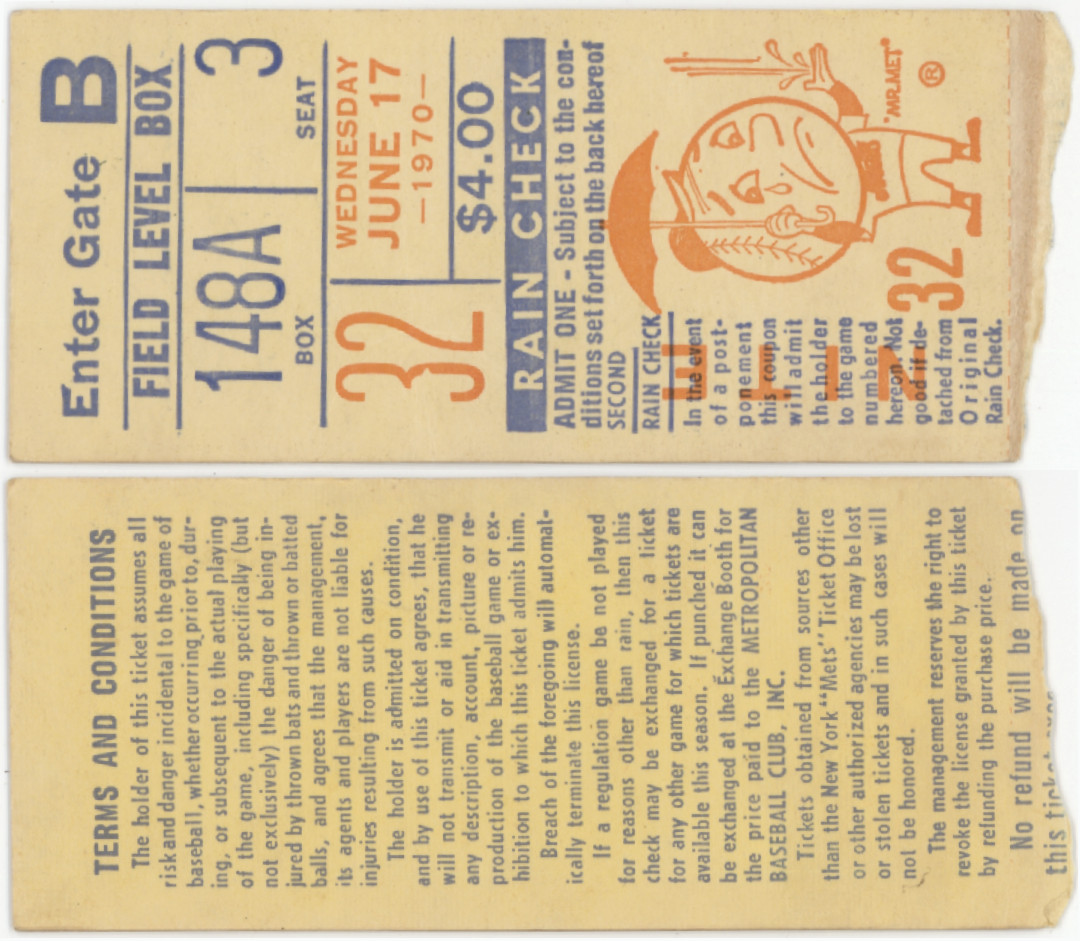 Enter Gate B
FIELD LEVEL BOX
148A 3
BOX SEAT
32
WEDNESDAY
JUNE 17
—1970—
$4.00
RAIN CHECK
ADMIT ONE - Subject to the con-
ditions set forth on the back hereof
SECOND
RAIN CHECK
In the event
of a post-
ponement
this coupon
will admit
the holder
to the game
numbered
hereon. Not
good if de-
tached from
Original
Rain Check.
32
"MR.MET"
®
TERMS AND CONDITIONS
The holder of this ticket assumes all
risk and danger incidental to the game of
baseball, whether occurring prior to, dur-
ing, or subsequent to the actual playing
of the game, including specifically (but
not exclusively) the danger of being in-
jured by thrown bats and thrown or batted
balls, and agrees that the management,
its agents and players are not liable for
injuries resulting from such causes.
The holder is admitted on condition,
and by use of this ticket agrees, that he
will not transmit or aid in transmitting
any description, account, picture or re-
production of the baseball game or ex-
hibition to which this ticket admits him.
Breach of the foregoing will automat-
ically terminate this license.
If a regulation game be not played
for reasons other than rain, then this
check may be exchanged for a ticket
for any other game for which tickets are
available this season. If punched it can
be exchanged at the Exchange Booth for
the price paid to the METROPOLITAN
BASEBALL CLUB, INC.
Tickets obtained from sources other
than the New York "Mets" Ticket Office
or other authorized agencies may be lost
or stolen tickets and in such cases will
not be honored.
The management reserves the right to
revoke the license granted by this ticket
by refunding the purchase price.
No refund will be made on
this ticket